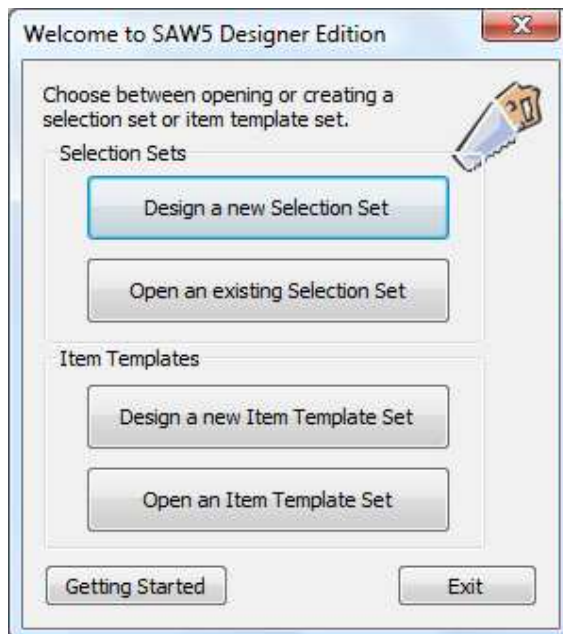 Welcome to SAW5 Designer Edition
Choose between opening or creating a
selection set or item template set.
Selection Sets
Design a new Selection Set
Open an existing Selection Set
Item Templates
Design a new Item Template Set
Open an Item Template Set
Getting Started
Exit